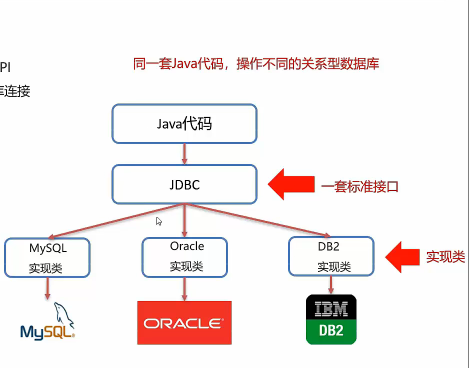 同一套Java代码，操作不同的关系型数据库
PI
库连接
Java代码
JDBC
一套标准接口
MySQL
实现类
Oracle
实现类
DB2
实现类
实现类
MySQL
ORACLE
IBM
DB2